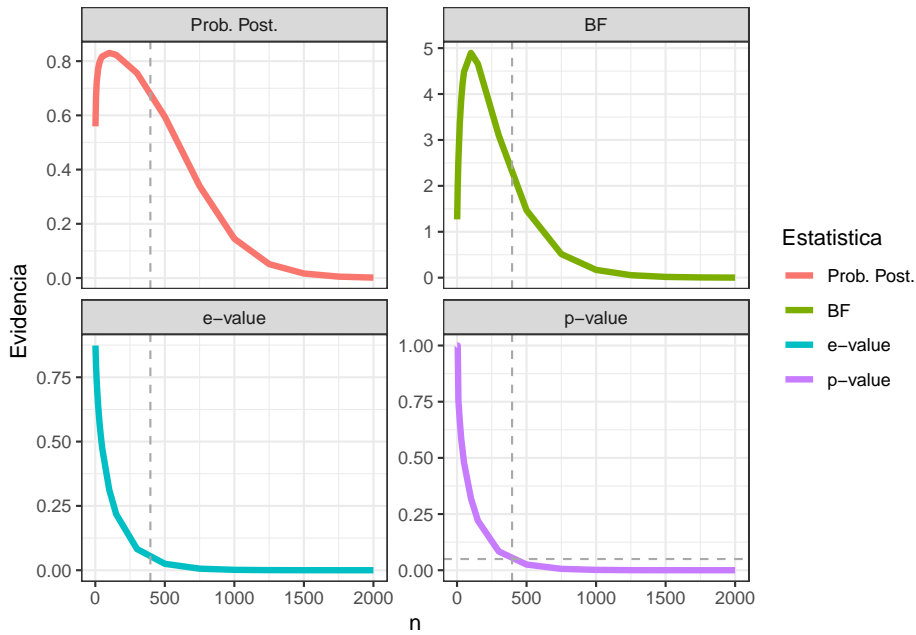 Prob. Post.
BF
0.8
0.6
0.4
0.2
0.0
5
4
3
2
1
0
e−value
p−value
0.75
0.50
0.25
0.00
1.00
0.75
0.50
0.25
0.00
0 500 1000 1500 2000
0 500 1000 1500 2000
n
Evidencia
Estatistica
Prob. Post.
BF
e−value
p−value